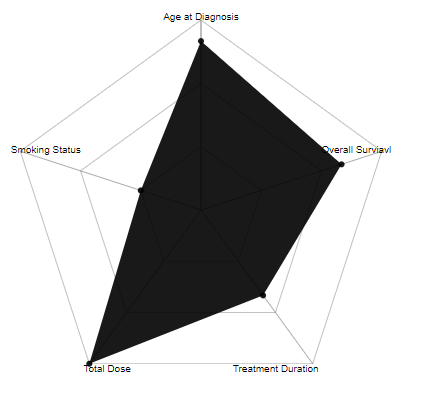 Age at Diagnosis
Smoking Status
Overall Surviavl
Total Dose
Treatment Duration